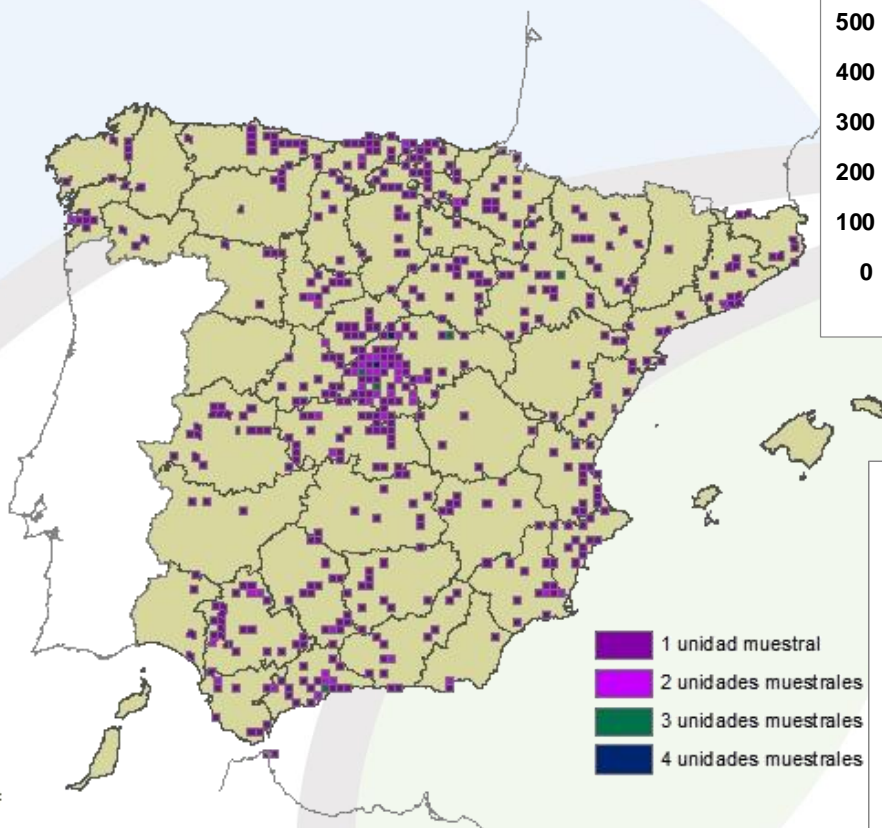 500
400
300
200
100
0
1 unidad muestral
2 unidades muestrales
3 unidades muestrales
4 unidades muestrales